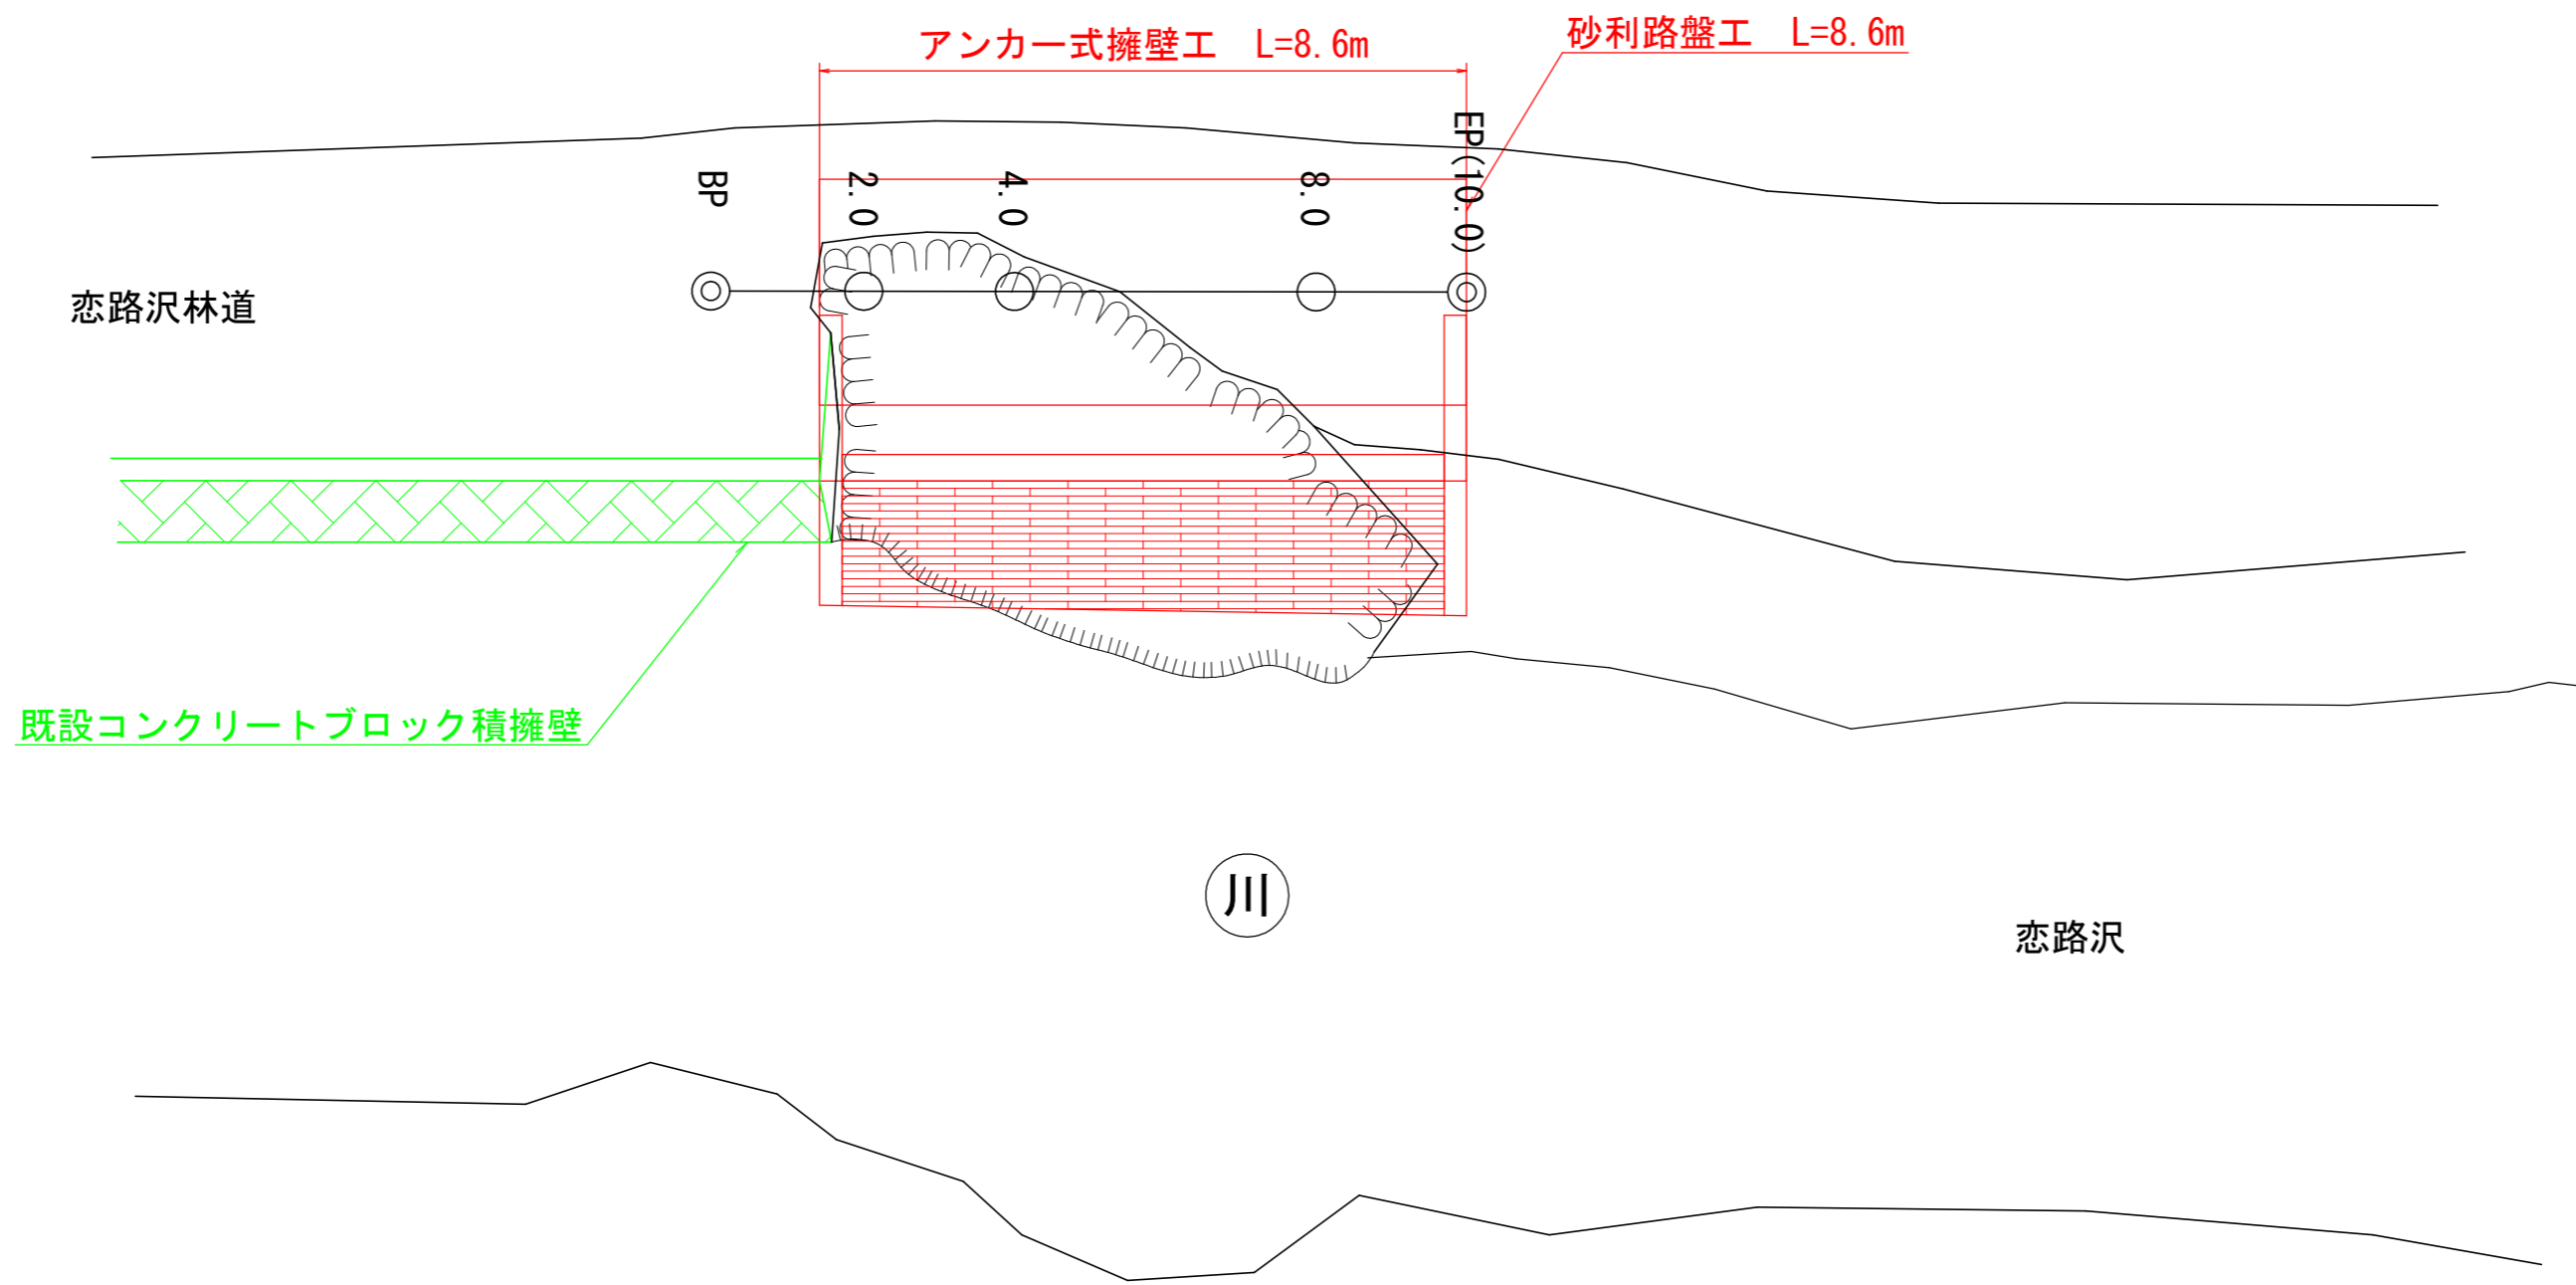 アンカー式擁壁工　L=8.6m
砂利路盤工　L=8.6m
BP
2.0
4.0
8.0
EP(10.0)
恋路沢林道
既設コンクリートブロック積擁壁
川
恋路沢